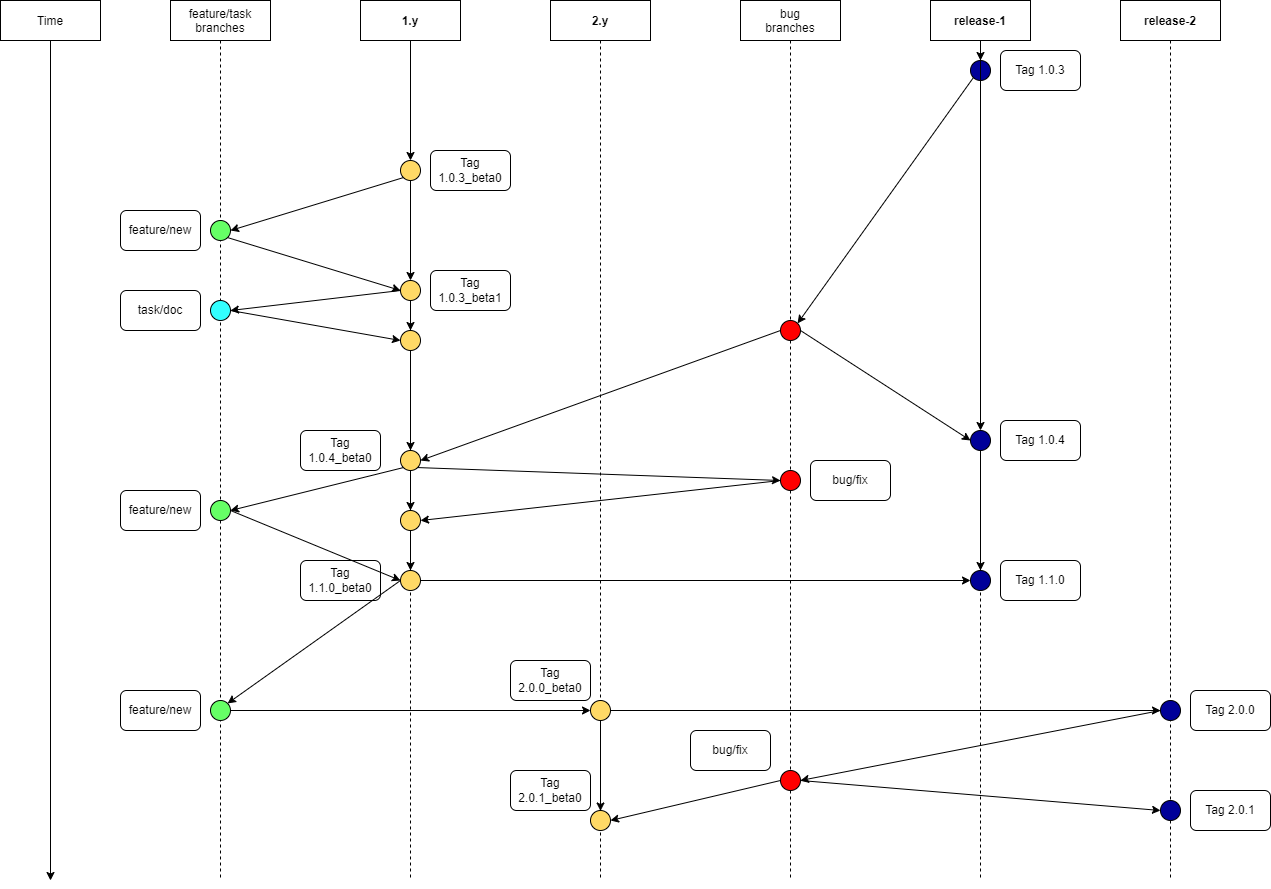 Time
feature/task
branches
1.y
2.y
bug
branches
release-1
release-2
Tag 1.0.3
Tag
1.0.3_beta0
feature/new
Tag
1.0.3_beta1
task/doc
Tag
1.0.4_beta0
Tag 1.0.4
bug/fix
feature/new
Tag
1.1.0_beta0
Tag 1.1.0
Tag
2.0.0_beta0
feature/new
Tag 2.0.0
bug/fix
Tag
2.0.1_beta0
Tag 2.0.1